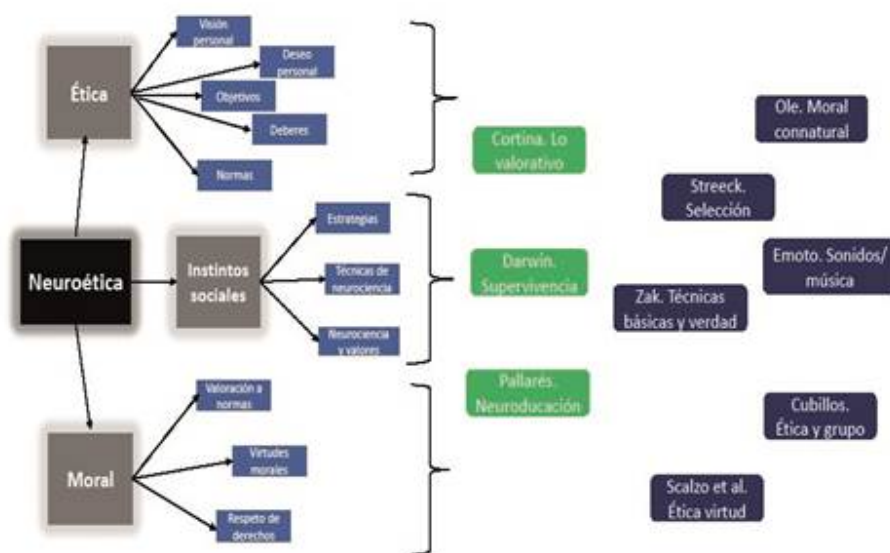 Visión
personal
Deseo
personal
Ética
Objetivos
Deberes
Normas
Neuroética
Instintos
sociales
Estrategias
Técnicas de
neurociencia
Neurociencia
y valores
Moral
Valoración a
normas
Virtudes
morales
Respeto de
derechos
Cortina. Lo
valorativo
Darwin.
Supervivencia
Pallarés.
Neuroducación
Ole. Moral
connatural
Streeck.
Selección
Emoto. Sonidos/
música
Zak. Técnicas
básicas y verdad
Cubillos.
Ética y grupo
Scalzo et al.
Ética virtud